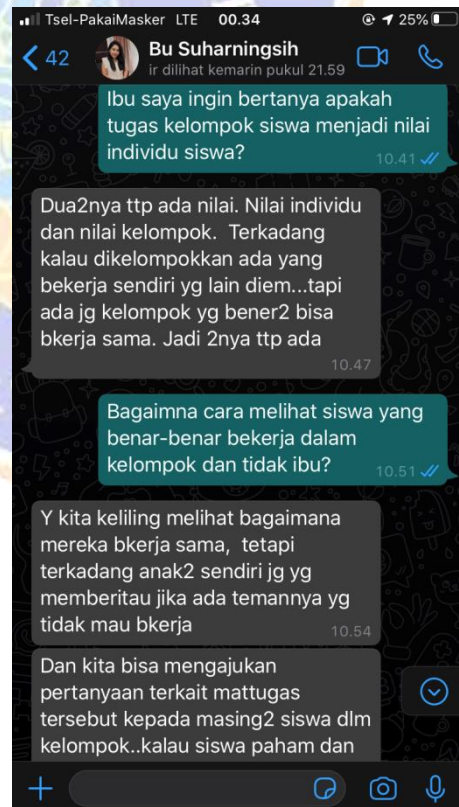 Tsel-PakaiMasker LTE 00.34 25%
42 Bu Suharningsih
ir dilihat kemarin pukul 21.59
Ibu saya ingin bertanya apakah
tugas kelompok siswa menjadi nilai
individu siswa?
10.41
Dua2nya ttp ada nilai. Nilai individu
dan nilai kelompok. Terkadang
kalau dikelompokkan ada yang
bekerja sendiri yg lain diem...tapi
ada jg kelompok yg bener2 bisa
bkerja sama. Jadi 2nya ttp ada
10.47
Bagaimna cara melihat siswa yang
benar-benar bekerja dalam
kelompok dan tidak ibu?
10.51
Y kita keliling melihat bagaimana
mereka bkerja sama, tetapi
terkadang anak2 sendiri jg yg
memberitau jika ada temannya yg
tidak mau bkerja
10.54
Dan kita bisa mengajukan
pertanyaan terkait mattugas
tersebut kepada masing2 siswa dlm
kelompok..kalau siswa paham dan